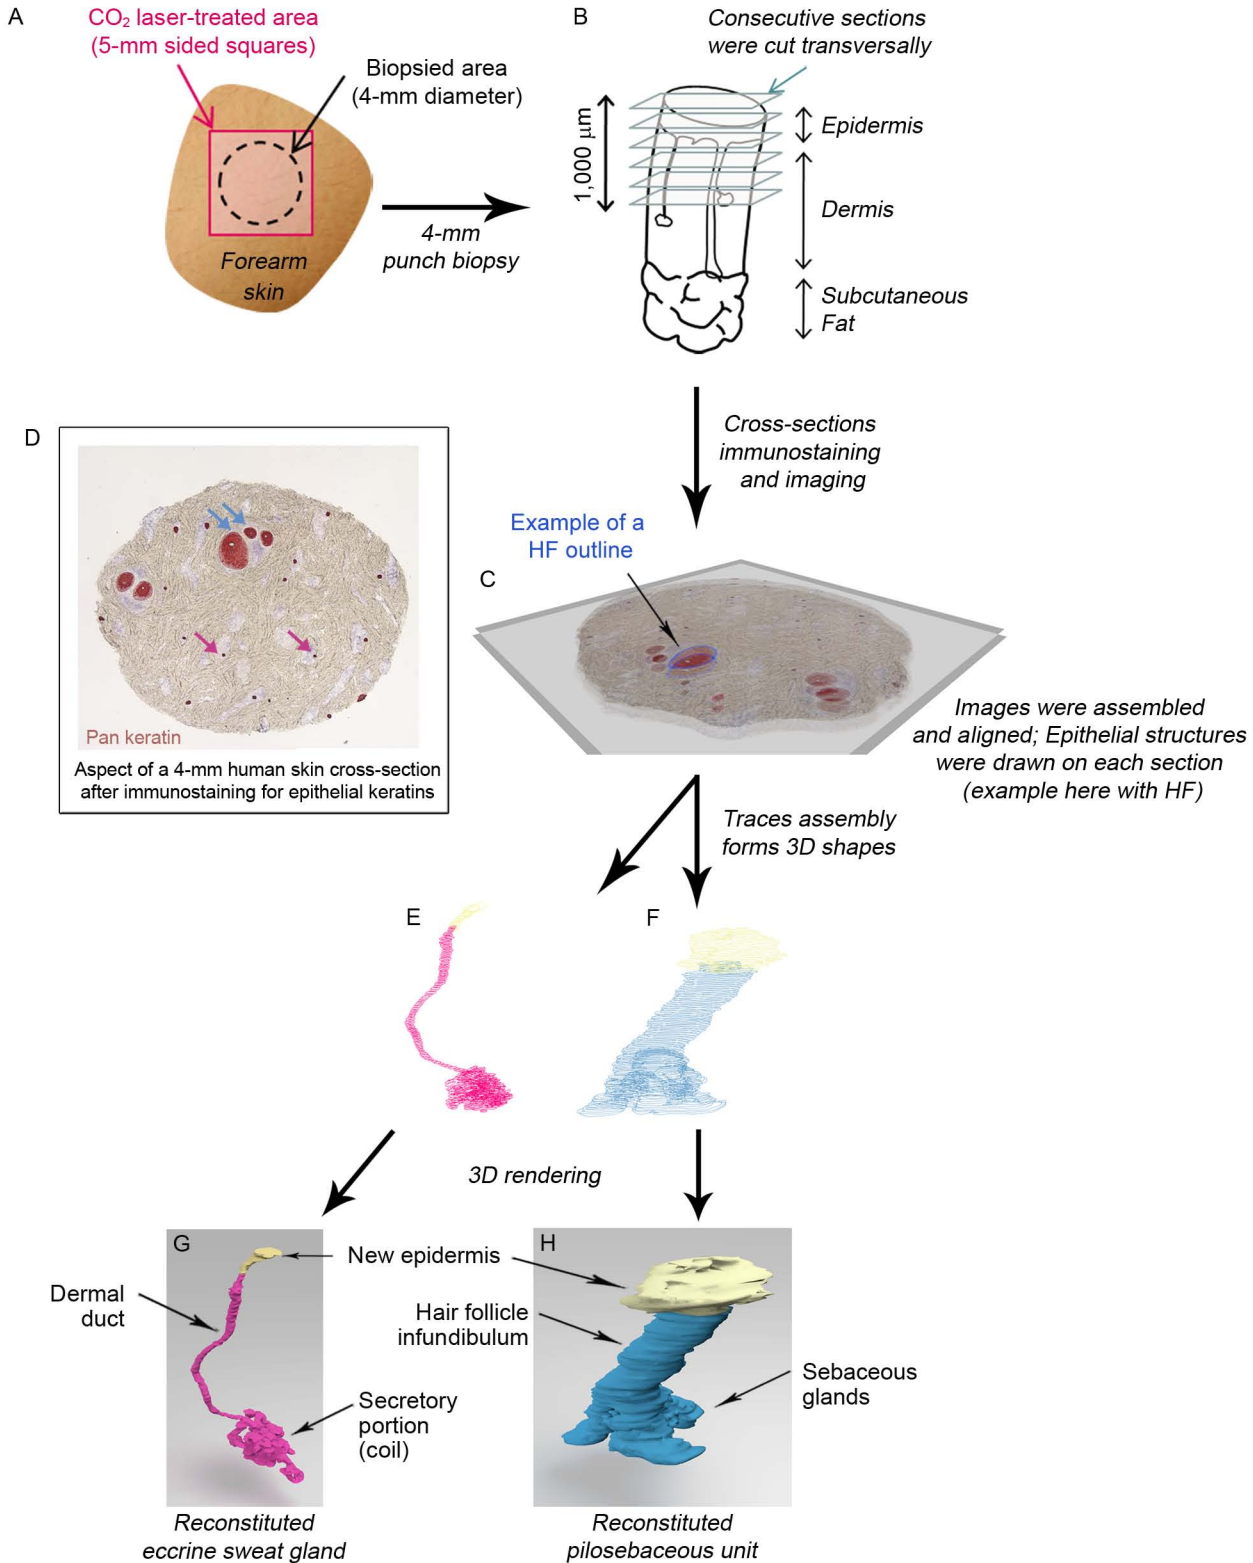 A
CO₂ laser-treated area
(5-mm sided squares)
Biopsied area
(4-mm diameter)
Forearm
skin
4-mm
punch biopsy
B
Consecutive sections
were cut transversally
1,000 µm
Epidermis
Dermis
Subcutaneous
Fat
Cross-sections
immunostaining
and imaging
D
Pan keratin
Aspect of a 4-mm human skin cross-section
after immunostaining for epithelial keratins
Example of a
HF outline
C
Images were assembled
and aligned; Epithelial structures
were drawn on each section
(example here with HF)
Traces assembly
forms 3D shapes
E
F
3D rendering
G
New epidermis
H
Dermal
duct
Hair follicle
infundibulum
Secretory
portion
(coil)
Sebaceous
glands
Reconstituted
eccrine sweat gland
Reconstituted
pilosebaceous unit